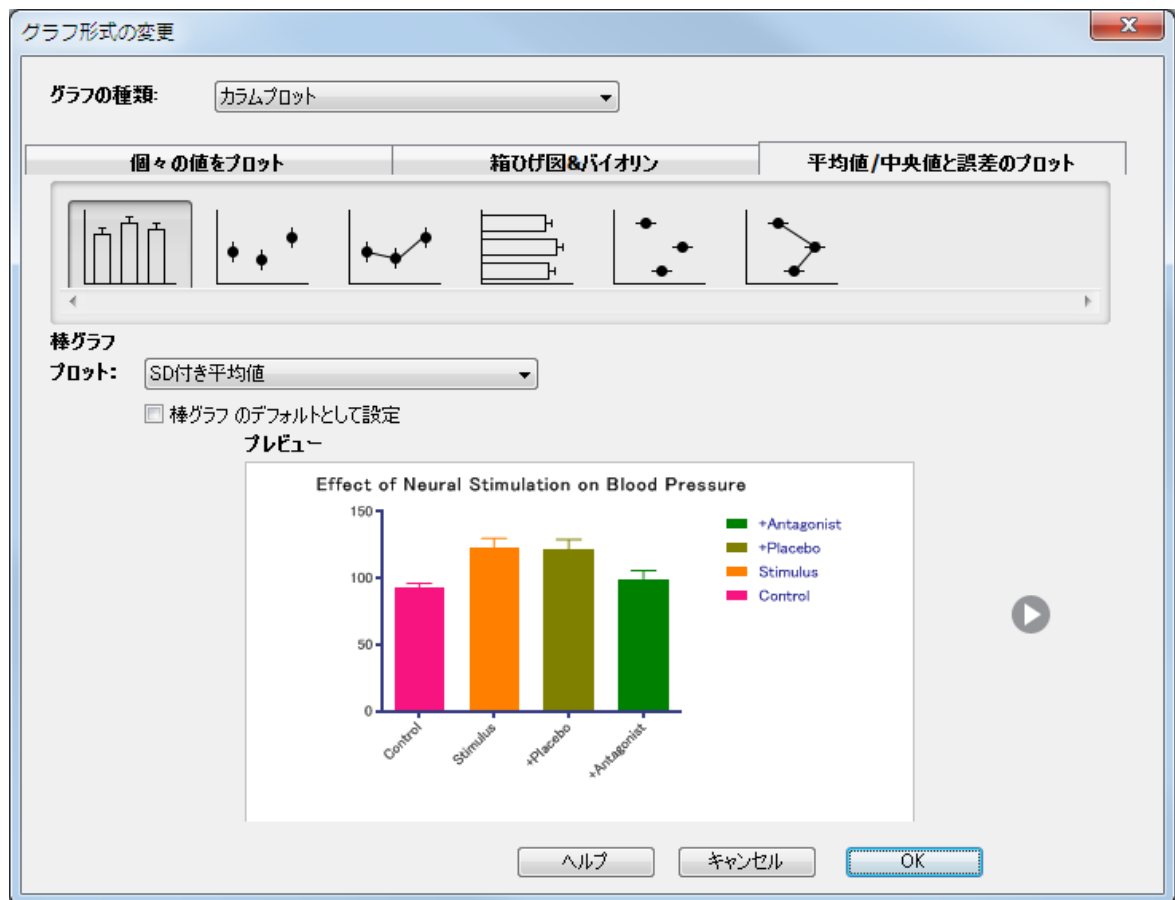 グラフ形式の変更
グラフの種類: カラムプロット
個々の値をプロット 箱ひげ図&バイオリン 平均値/中央値と誤差のプロット
棒グラフ
プロット: SD付き平均値
棒グラフ のデフォルトとして設定
プレビュー
Effect of Neural Stimulation on Blood Pressure
150
100
50
0
Control Stimulus +Placebo +Antagonist
+Antagonist
+Placebo
Stimulus
Control
ヘルプ キャンセル OK